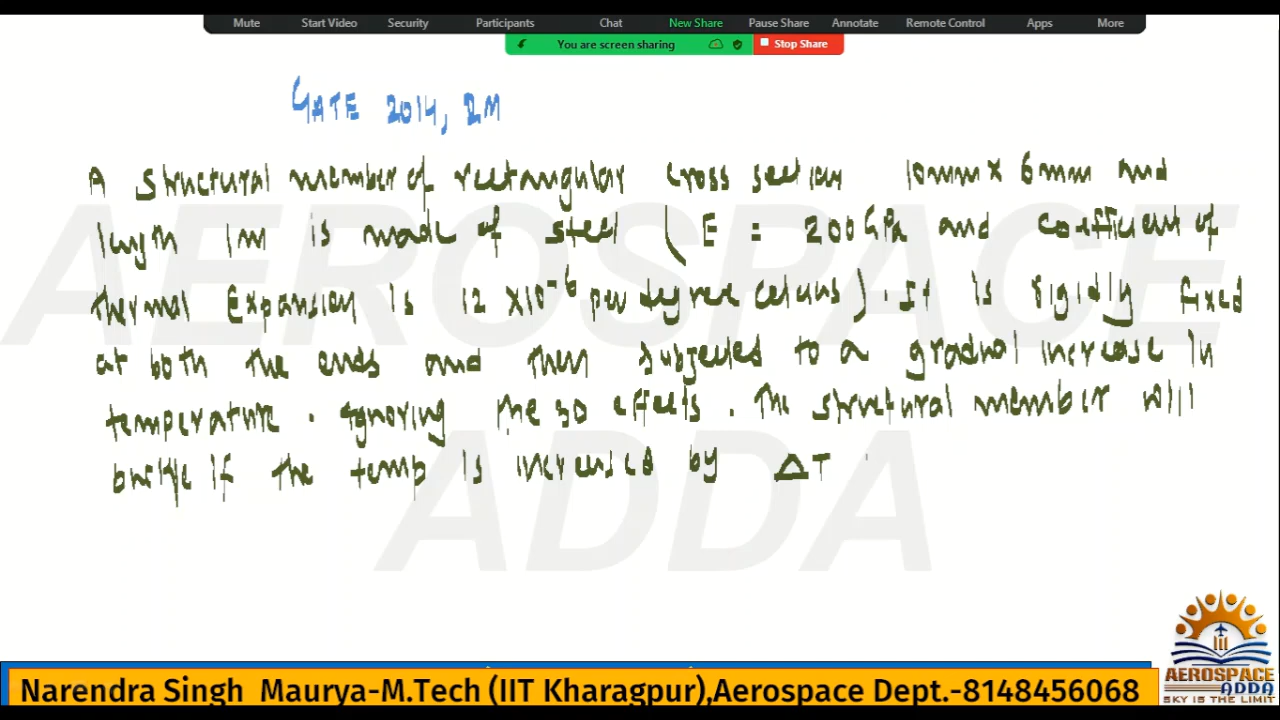 Mute Start Video Security Participants Chat New Share Pause Share Annotate Remote Control Apps More
You are screen sharing Stop Share
GATE 2014, 2M
A structural member of rectangular cross section 10mm x 6mm and
length 1m is made of steel (E = 200GPa and coefficient of
thermal Expansion is 12 x10-6 per degree celcius). It is rigidly fixed
at both the ends and then subjected to a gradual increase in
temperature. Ignoring the 3D effects. The structural member will
buckle if the temp is increased by ΔT
AEROSPACE
ADDA
AEROSPACE
ADDA
SKY IS THE LIMIT
Narendra Singh Maurya-M.Tech (IIT Kharagpur),Aerospace Dept.-8148456068